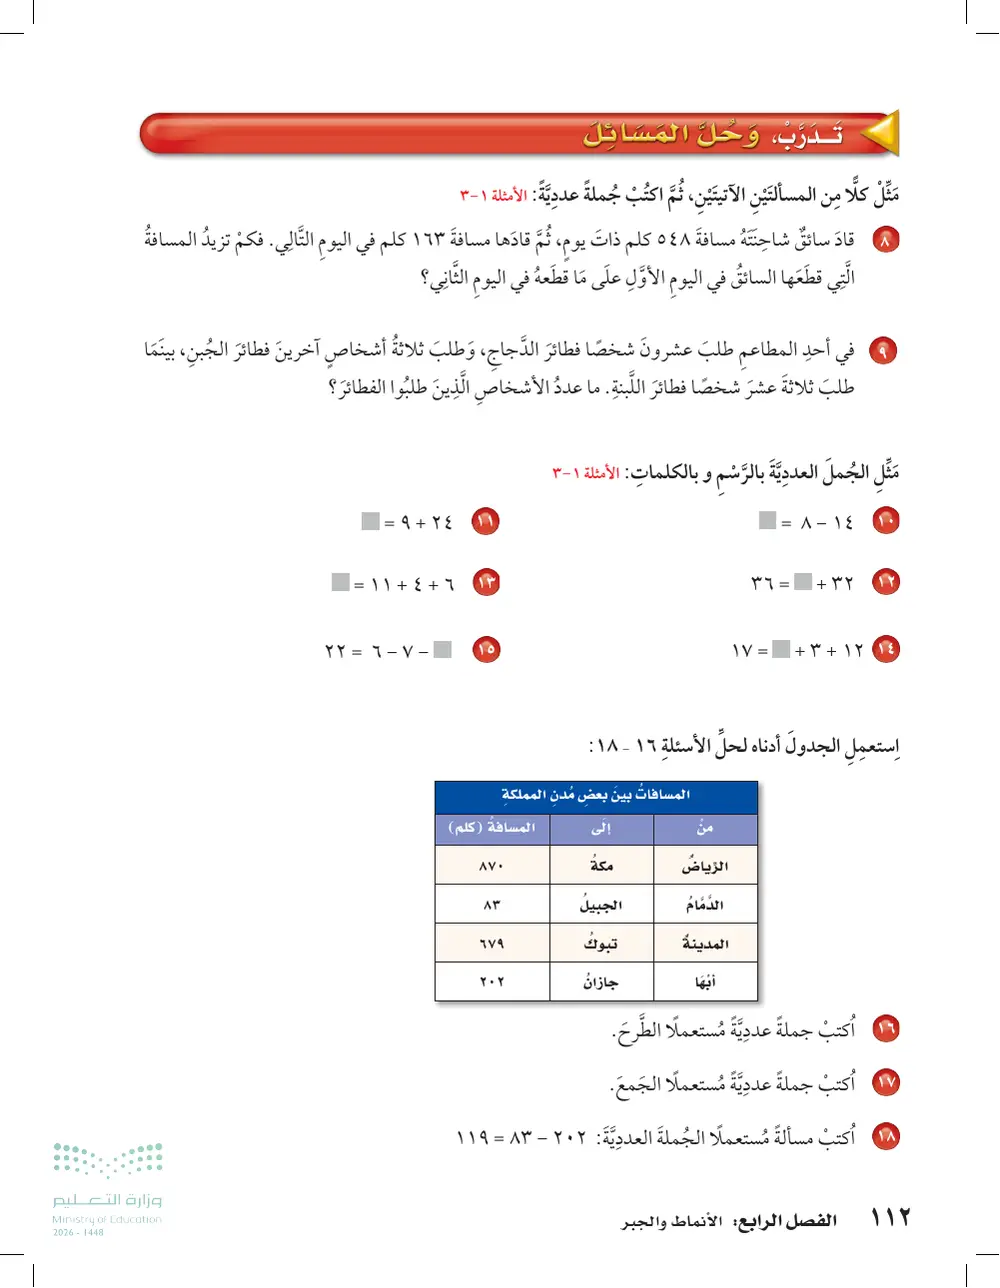 تَـدَرَّبْ، وَحُلَّ المَسَائِلَ
مَثِّلْ كلًّا مِن المسألتَيْنِ الآتيتَيْنِ، ثُمَّ اكتُبْ جُملةً عدديَّةً: الأمثلة ١-٣
٨ قادَ سائقٌ شاحِنَتَهُ مسافةَ ٥٤٨ كلم ذاتَ يومٍ، ثُمَّ قادَها مسافةَ ١٦٣ كلم في اليومِ التَّالِي. فكمْ تزيدُ المسافةُ
الَّتِي قطَعَها السائقُ في اليومِ الأوَّلِ علَى مَا قطَعهُ في اليومِ الثَّانِي؟
٩ في أحدِ المطاعمِ طلبَ عشرونَ شخصًا فطائرَ الدَّجاجِ، وَطلبَ ثلاثةُ أشخاصٍ آخرينَ فطائرَ الجُبنِ، بينَمَا
طلبَ ثلاثةَ عشرَ شخصًا فطائرَ اللَّبنةِ. ما عددُ الأشخاصِ الَّذِينَ طلبُوا الفطائرَ؟
مَثِّلِ الجُملَ العدديَّةَ بالرَّسْمِ و بالكلماتِ: الأمثلة ١-٣
١٠ ١٤ – ٨ = ■
١١ ٢٤ + ٩ = ■
١٢ ٣٢ + ■ = ٣٦
١٣ ٦ + ٤ + ١١ = ■
١٤ ١٢ + ٣ + ■ = ١٧
١٥ ■ – ٧ – ٦ = ٢٢
اِستعمِلِ الجدولَ أدناه لحلِّ الأسئلةِ ١٦ - ١٨:
المسافاتُ بينَ بعضِ مُدنِ المملكةِ
منْ إلَى المسافةُ (كلم)
الرّياضُ مكةُ ٨٧٠
الدَّمَّامُ الجبيلُ ٨٣
المدينةُ تبوكُ ٦٧٩
أبْهَا جازانُ ٢٠٢
١٦ اُكتبْ جملةً عدديَّةً مُستعملًا الطَّرحَ.
١٧ اُكتبْ جملةً عدديَّةً مُستعملًا الجَمعَ.
١٨ اُكتبْ مسألةً مُستعملًا الجُملةَ العدديَّةَ: ٢٠٢ – ٨٣ = ١١٩
وزارة التعليم
Ministry of Education
2026 - 1448
١١٢ الفصل الرابع: الأنماط والجبر